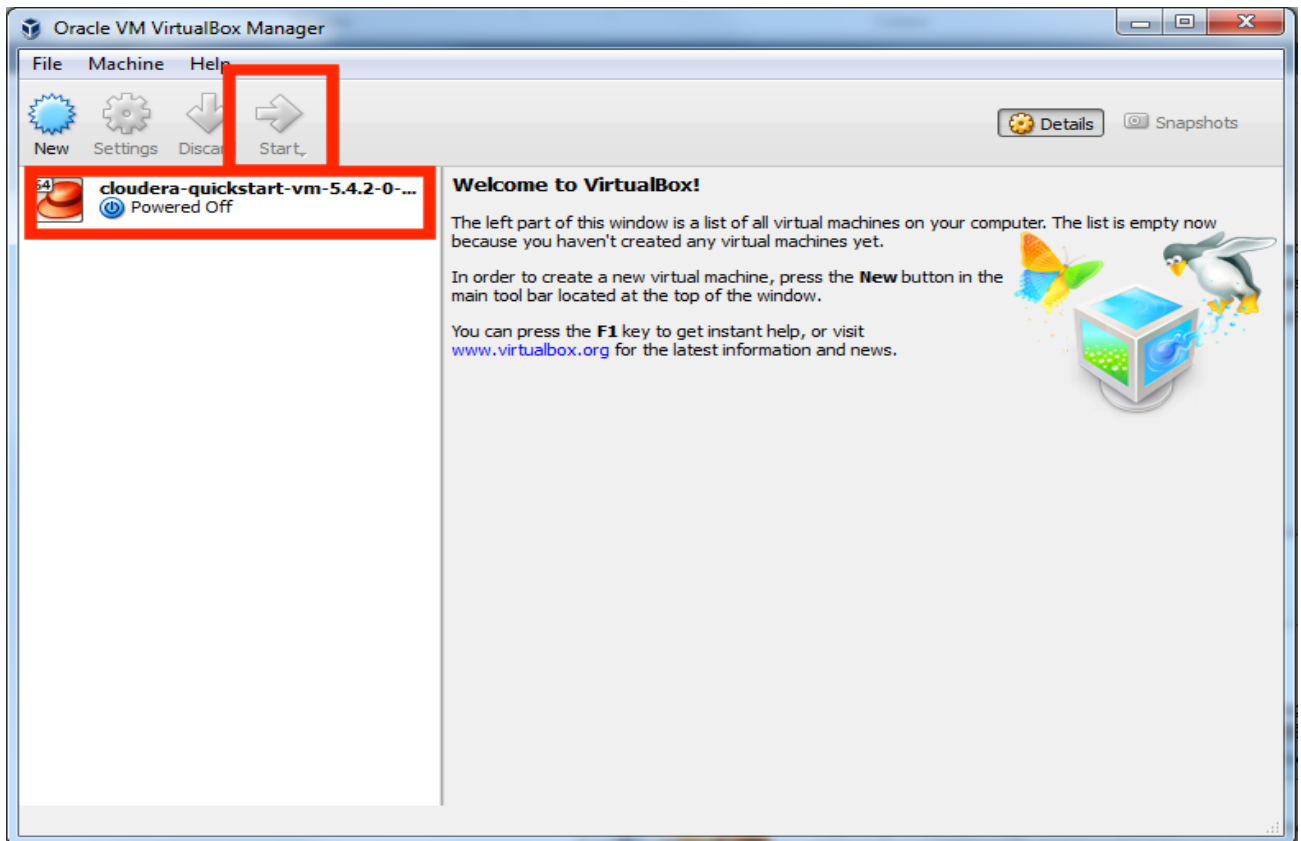 Oracle VM VirtualBox Manager
File Machine Help
New Settings Discar Start
Details Snapshots
64
cloudera-quickstart-vm-5.4.2-0-...
Powered Off
Welcome to VirtualBox!
The left part of this window is a list of all virtual machines on your computer. The list is empty now
because you haven't created any virtual machines yet.
In order to create a new virtual machine, press the New button in the
main tool bar located at the top of the window.
You can press the F1 key to get instant help, or visit
www.virtualbox.org for the latest information and news.